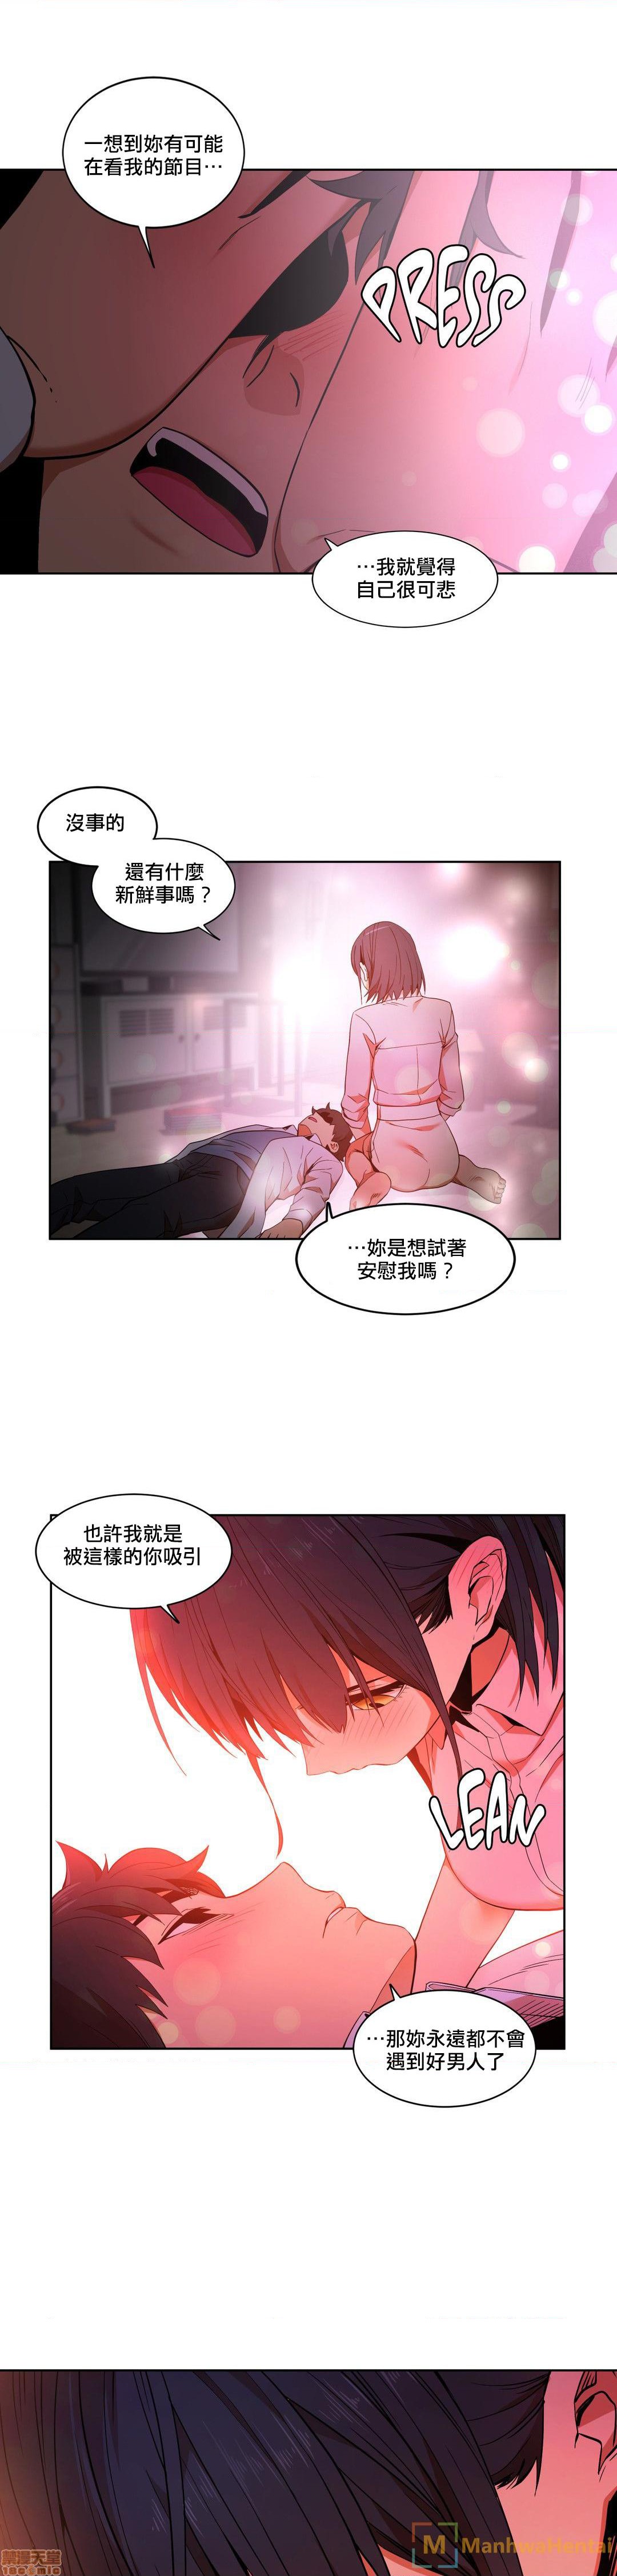 一想到妳有可能
在看我的節目…
PRESS
…我就覺得
自己很可悲
沒事的
還有什麼
新鮮事嗎？
…妳是想試著
安慰我嗎？
也許我就是
被這樣的你吸引
LEAN
…那妳永遠都不會
遇到好男人了
M ManhwaHentai